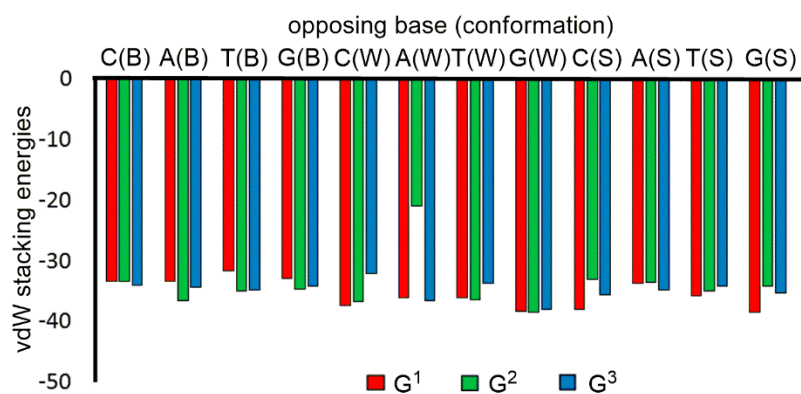 opposing base (conformation)
C(B) A(B) T(B) G(B) C(W) A(W) T(W) G(W) C(S) A(S) T(S) G(S)
0
-10
-20
-30
-40
-50
vdW stacking energies
G¹ G² G³